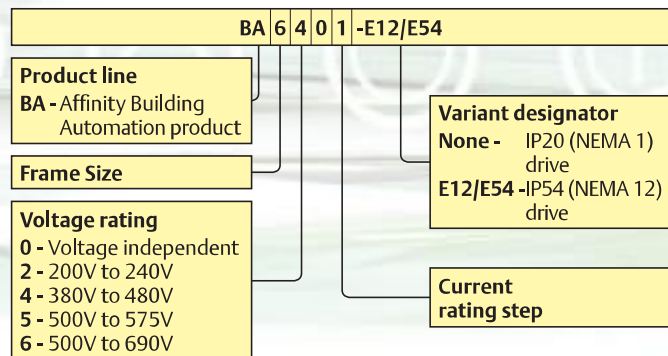 BA 6 4 0 1 -E12/E54
Product line
BA - Affinity Building
Automation product
Frame Size
Voltage rating
0 - Voltage independent
2 - 200V to 240V
4 - 380V to 480V
5 - 500V to 575V
6 - 500V to 690V
Variant designator
None - IP20 (NEMA 1)
drive
E12/E54 -IP54 (NEMA 12)
drive
Current
rating step